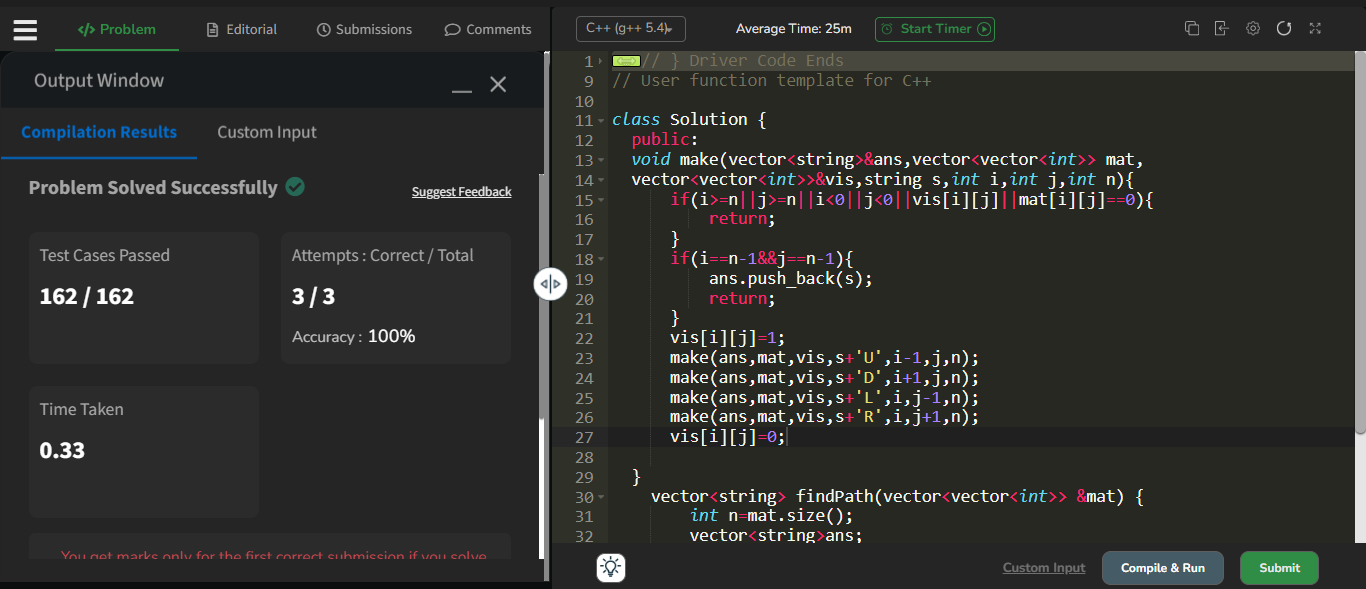 Problem
Editorial
Submissions
Comments
C++ (g++ 5.4)
Average Time: 25m
Start Timer
Output Window
Compilation Results
Custom Input
Problem Solved Successfully
Suggest Feedback
Test Cases Passed
162 / 162
Attempts : Correct / Total
3 / 3
Accuracy : 100%
Time Taken
0.33
You get marks only for the first correct submission if you solve
1 // } Driver Code Ends
9 // User function template for C++
10
11 class Solution {
12 public:
13 void make(vector<string>&ans,vector<vector<int>> mat,
14 vector<vector<int>>&vis,string s,int i,int j,int n){
15 if(i>=n||j>=n||i<0||j<0||vis[i][j]||mat[i][j]==0){
16 return;
17 }
18 if(i==n-1&&j==n-1){
19 ans.push_back(s);
20 return;
21 }
22 vis[i][j]=1;
23 make(ans,mat,vis,s+'U',i-1,j,n);
24 make(ans,mat,vis,s+'D',i+1,j,n);
25 make(ans,mat,vis,s+'L',i,j-1,n);
26 make(ans,mat,vis,s+'R',i,j+1,n);
27 vis[i][j]=0;
28
29 }
30 vector<string> findPath(vector<vector<int>> &mat) {
31 int n=mat.size();
32 vector<string>ans;
Custom Input
Compile & Run
Submit